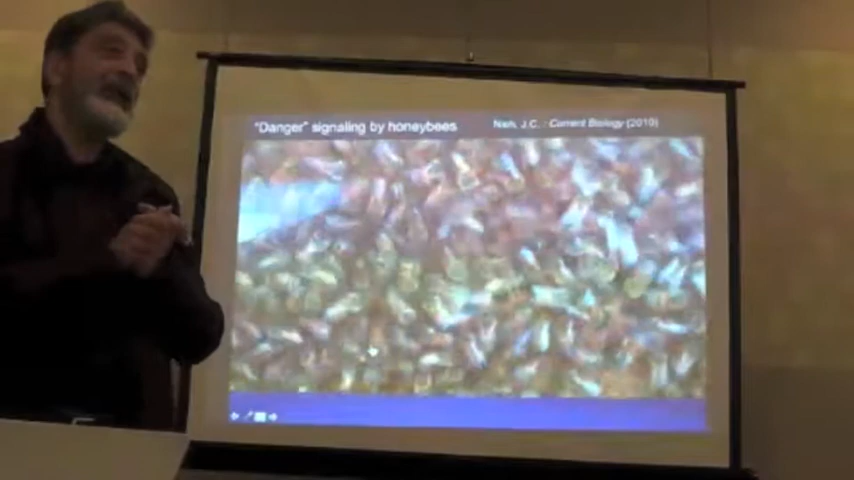 "Danger" signaling by honeybees
Nieh, J.C. : Current Biology (2010)